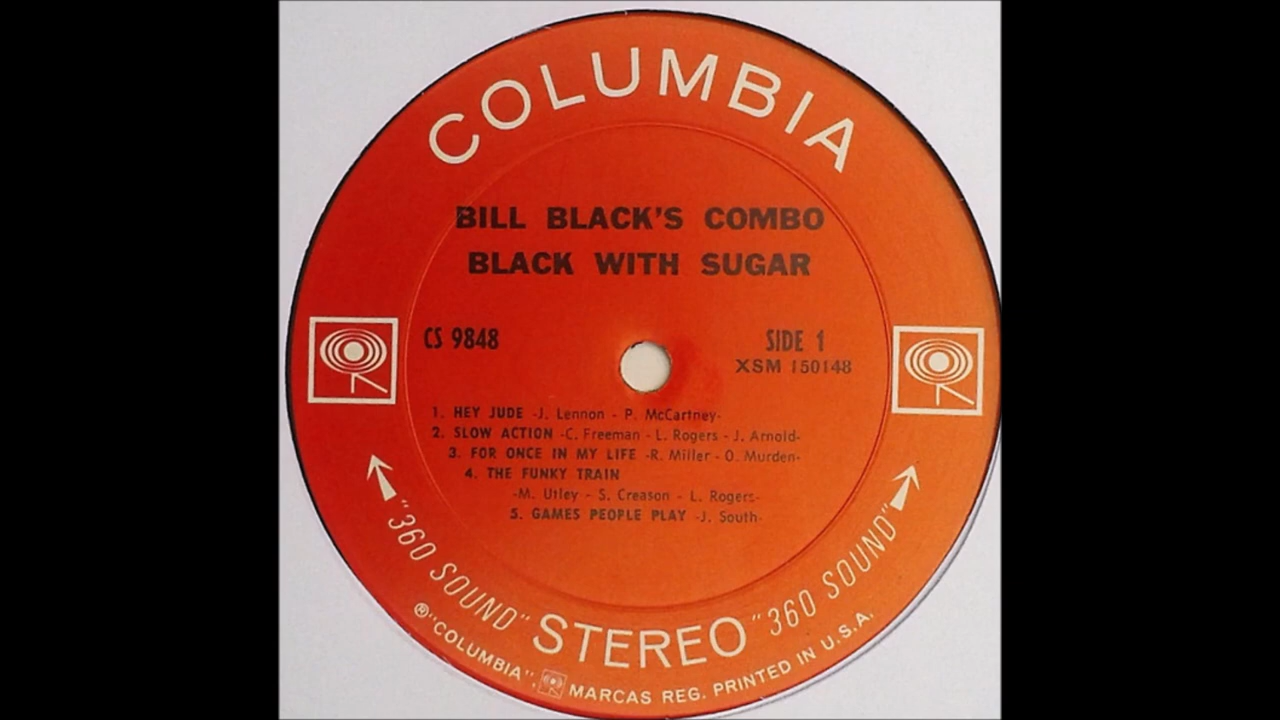 COLUMBIA
BILL BLACK'S COMBO
BLACK WITH SUGAR
CS 9848
SIDE 1
XSM 150148
1. HEY JUDE -J. Lennon - P. McCartney-
2. SLOW ACTION -C. Freeman - L. Rogers - J. Arnold-
3. FOR ONCE IN MY LIFE -R. Miller - O. Murden-
4. THE FUNKY TRAIN
-M. Utley - S. Creason - L. Rogers-
5. GAMES PEOPLE PLAY -J. South-
"360 SOUND" STEREO "360 SOUND"
®"COLUMBIA", MARCAS REG. PRINTED IN U.S.A.